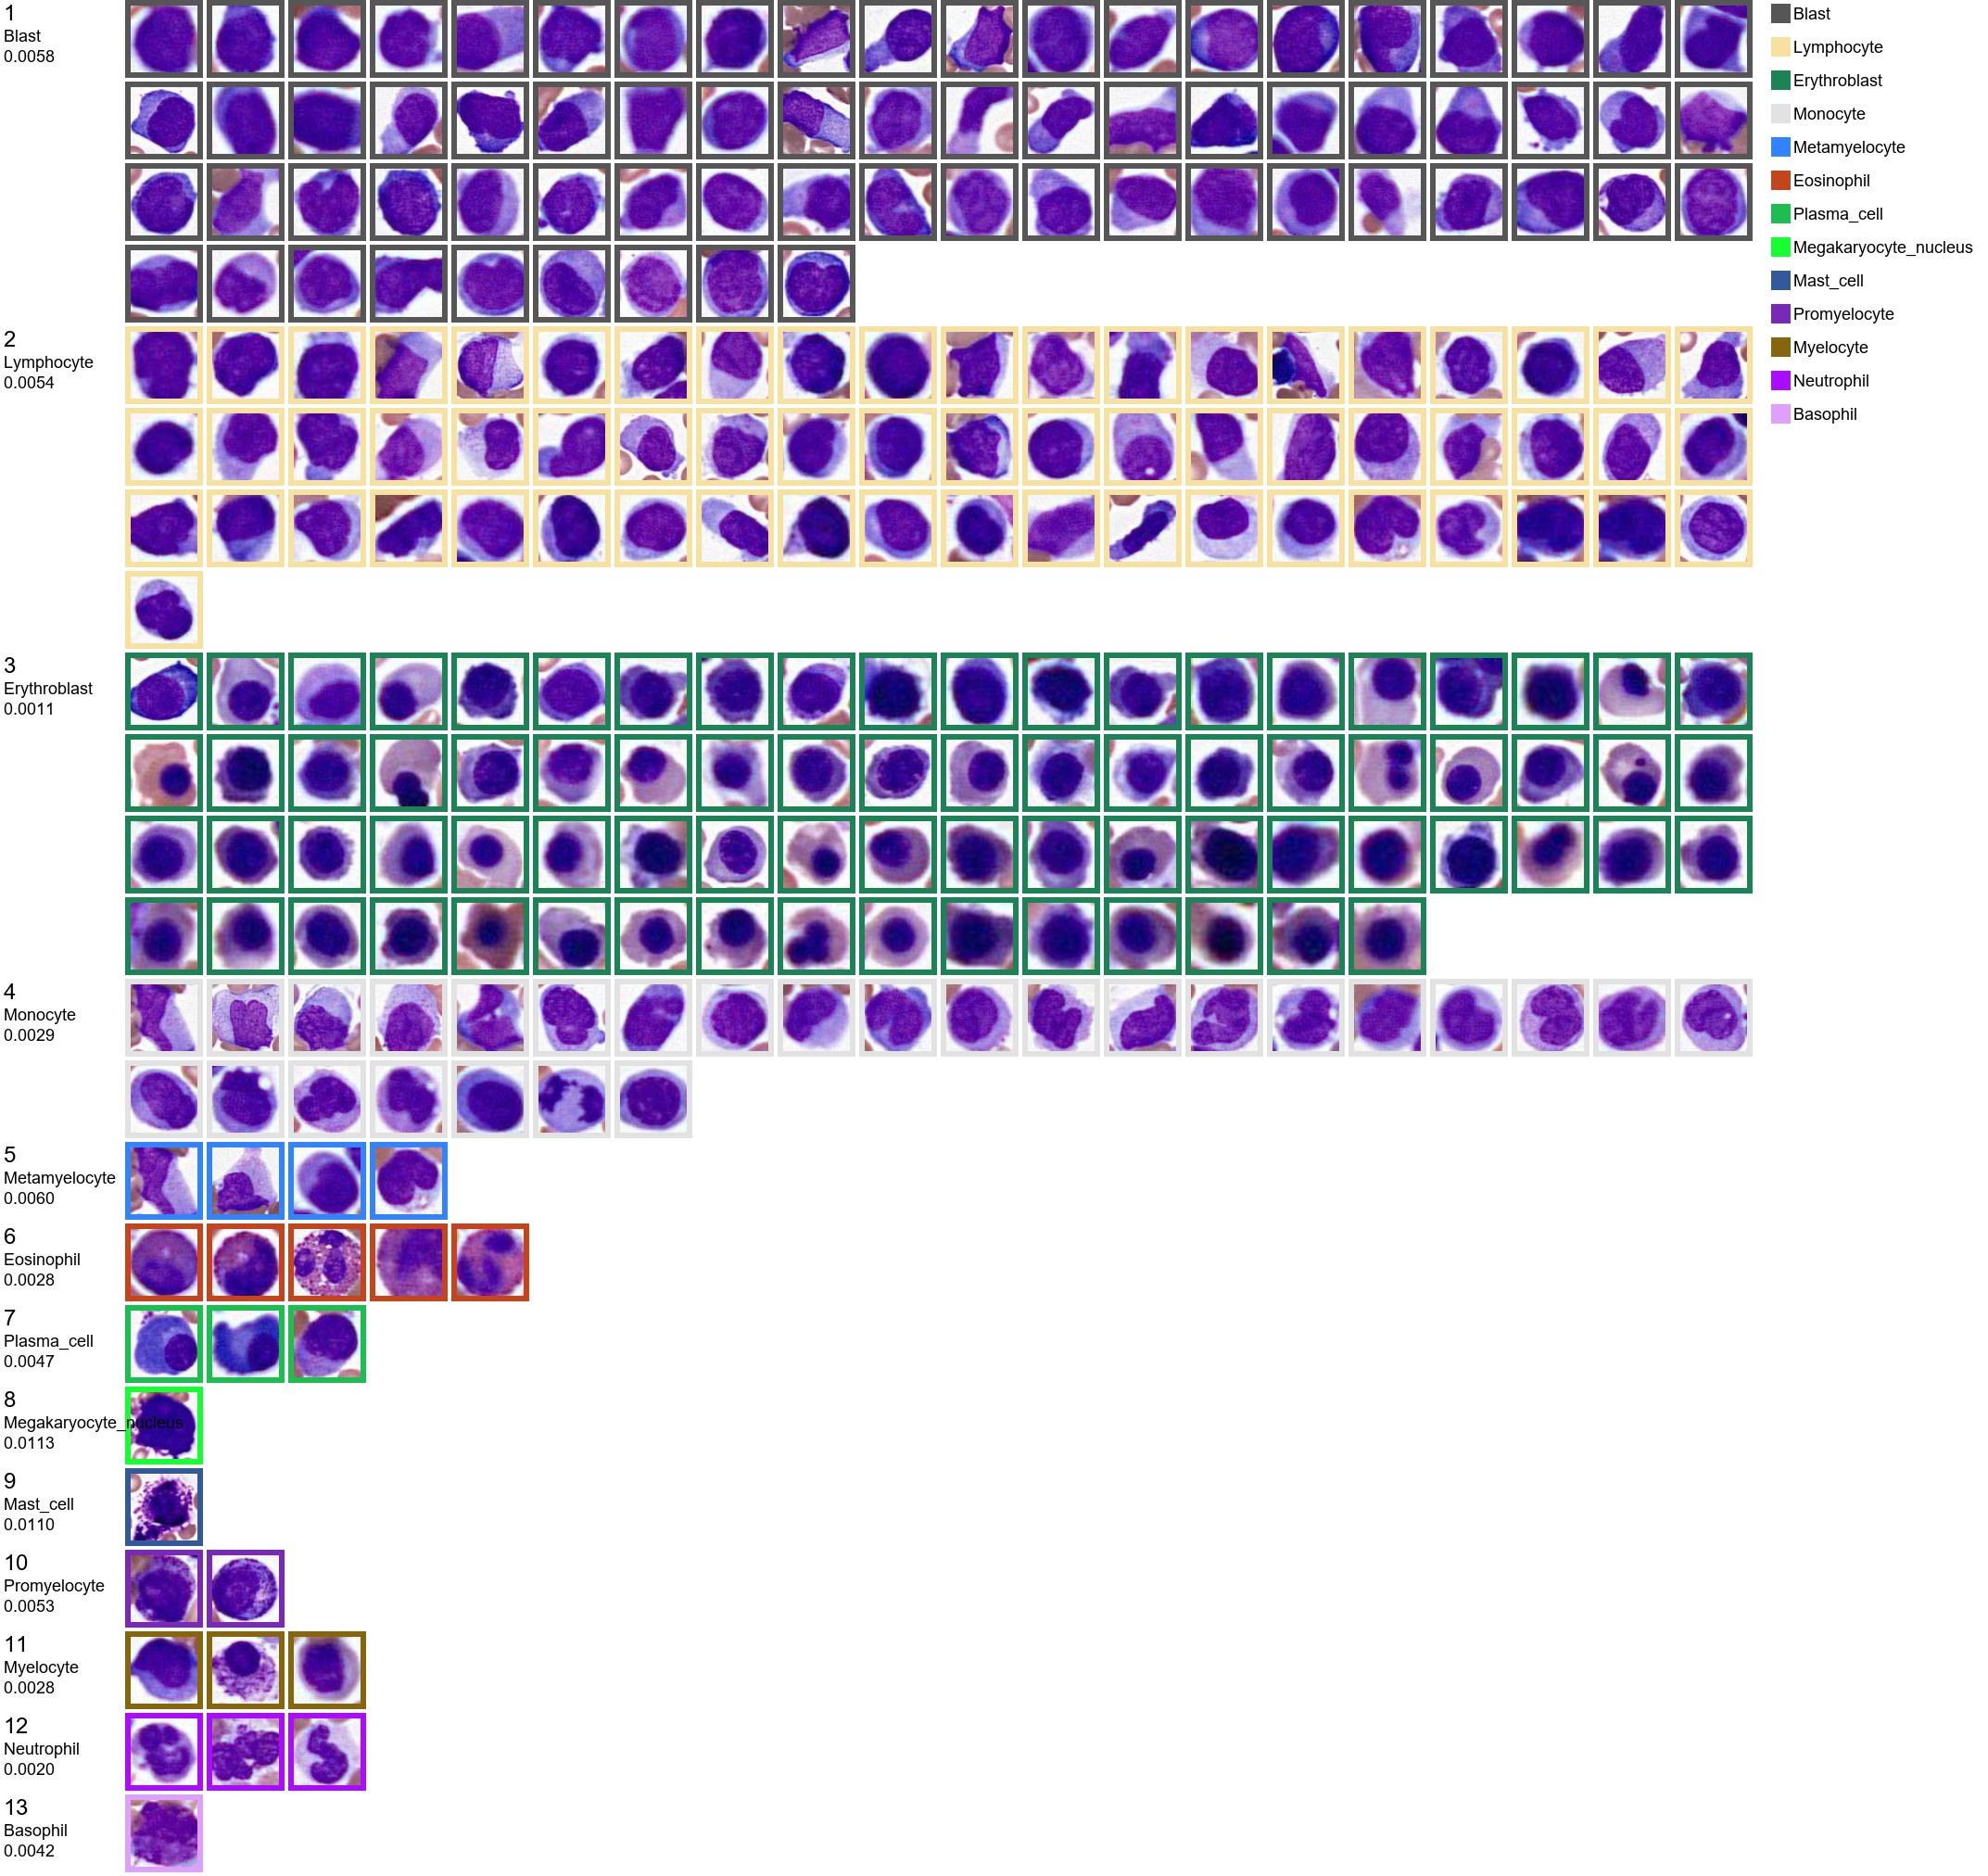 1
Blast
0.0058
2
Lymphocyte
0.0054
3
Erythroblast
0.0011
4
Monocyte
0.0029
5
Metamyelocyte
0.0060
6
Eosinophil
0.0028
7
Plasma_cell
0.0047
8
Megakaryocyte_nucleus
0.0113
9
Mast_cell
0.0110
10
Promyelocyte
0.0053
11
Myelocyte
0.0028
12
Neutrophil
0.0020
13
Basophil
0.0042
Blast
Lymphocyte
Erythroblast
Monocyte
Metamyelocyte
Eosinophil
Plasma_cell
Megakaryocyte_nucleus
Mast_cell
Promyelocyte
Myelocyte
Neutrophil
Basophil